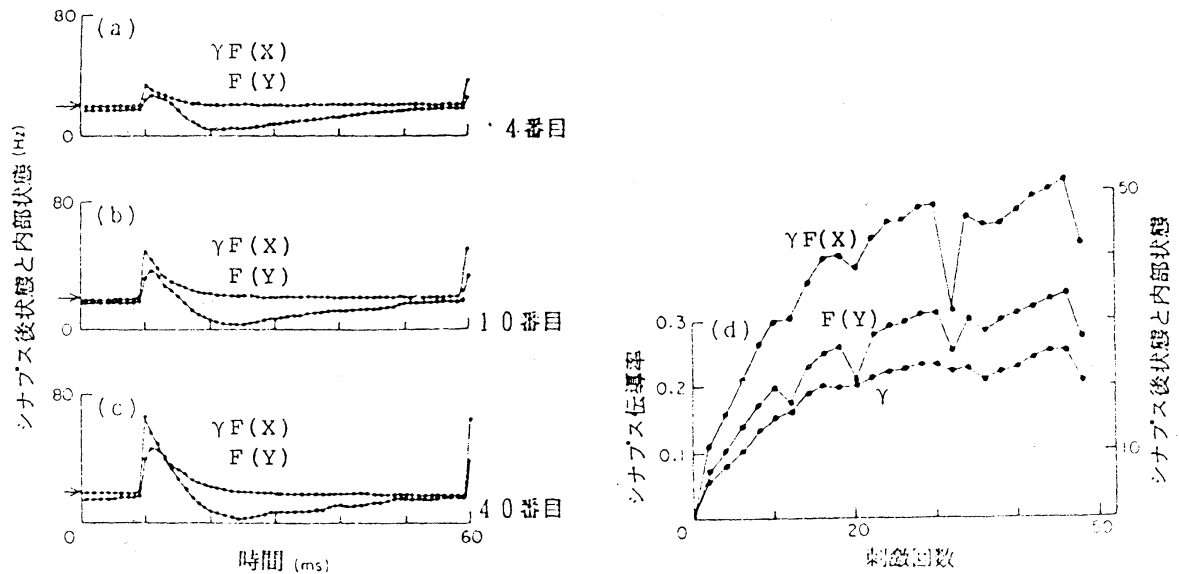 シナプス後状態と内部状態 (Hz)
80
(a)
γF(X)
F(Y)
0
4番目
80
(b)
γF(X)
F(Y)
0
10番目
80
(c)
γF(X)
F(Y)
40番目
0
60
時間 (ms)
シナプス伝導率
0.3
0.2
0.1
(d)
γF(X)
F(Y)
γ
50
10
シナプス後状態と内部状態
0
20
50
刺激回数